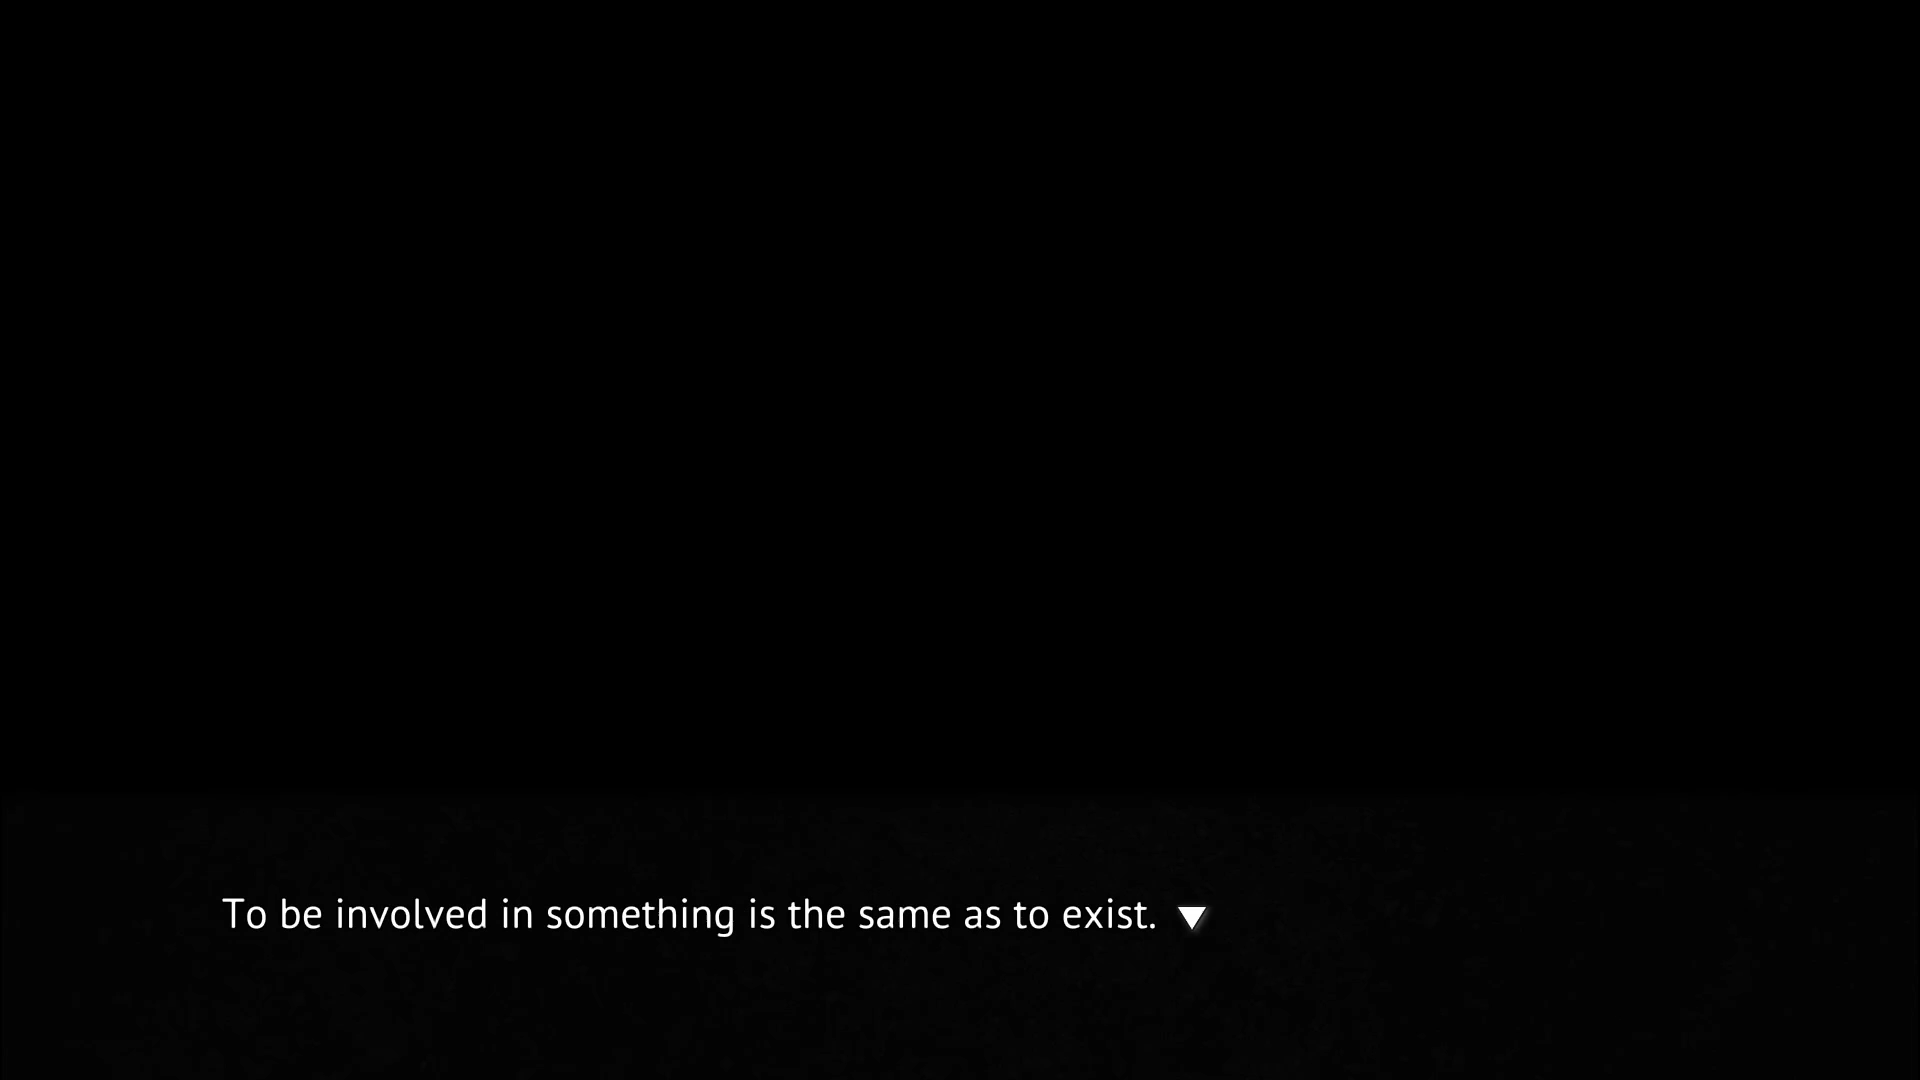 To be involved in something is the same as to exist.